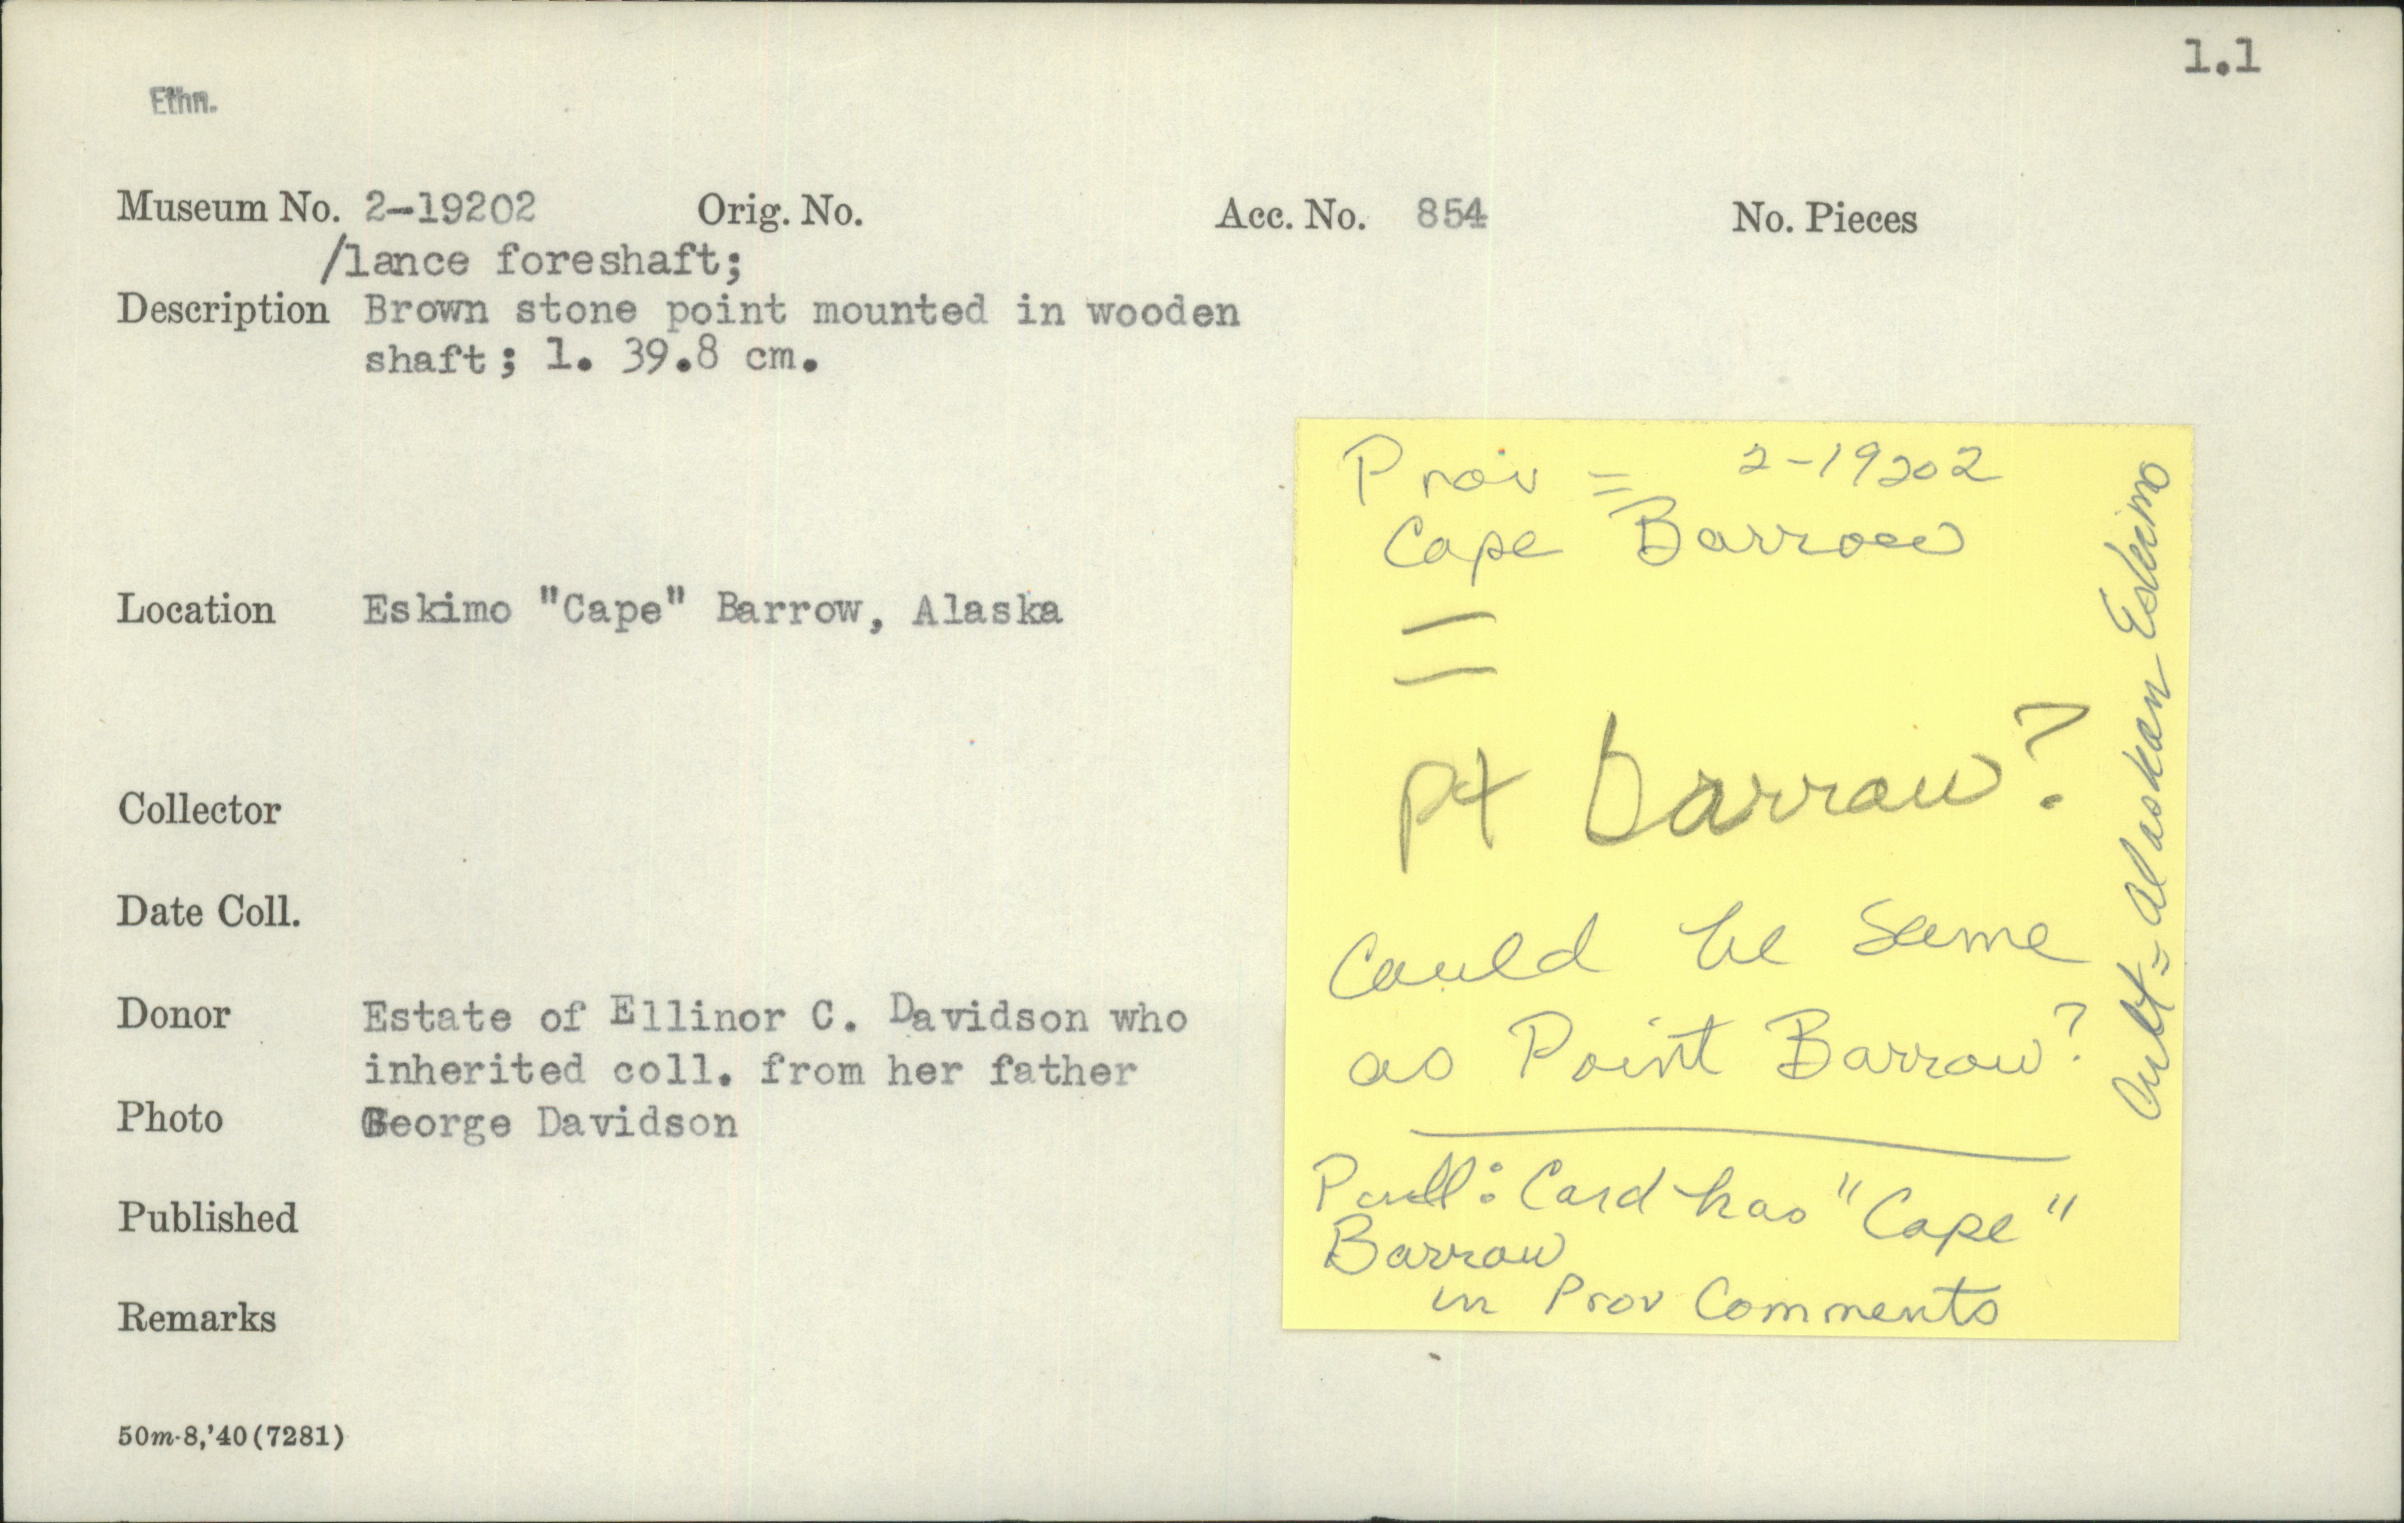 1.1
Ethn.
Museum No. 2-19202 Orig. No. Acc. No. 854 No. Pieces
/lance foreshaft;
Description Brown stone point mounted in wooden
shaft; l. 39.8 cm.
Location Eskimo "Cape" Barrow, Alaska
Collector
Date Coll.
Donor Estate of Ellinor C. Davidson who
inherited coll. from her father
Photo George Davidson
Published
Remarks
50m-8,'40(7281)
Prov = 2-19202
Cape Barrow
=
pt barrow?
Could be same
as Point Barrow?
: Card has "Cape"
Barrow
in Prov Comments
Cult = Alaskan Eskimo